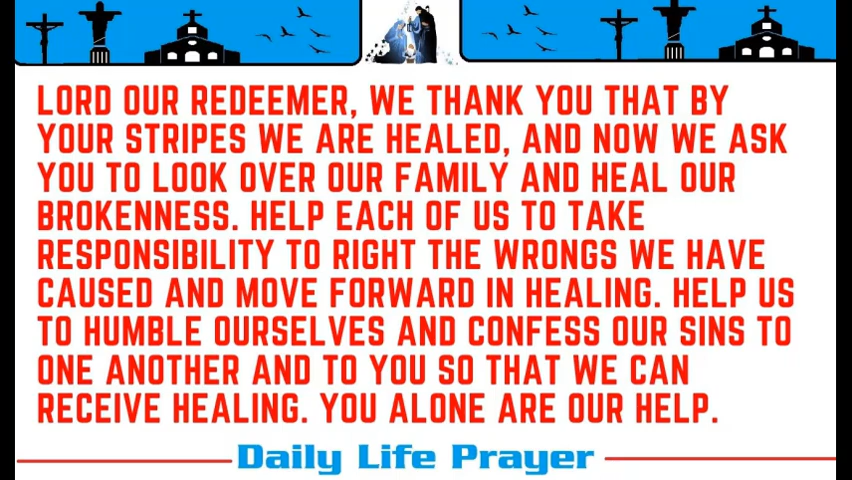 LORD OUR REDEEMER, WE THANK YOU THAT BY
YOUR STRIPES WE ARE HEALED, AND NOW WE ASK
YOU TO LOOK OVER OUR FAMILY AND HEAL OUR
BROKENNESS. HELP EACH OF US TO TAKE
RESPONSIBILITY TO RIGHT THE WRONGS WE HAVE
CAUSED AND MOVE FORWARD IN HEALING. HELP US
TO HUMBLE OURSELVES AND CONFESS OUR SINS TO
ONE ANOTHER AND TO YOU SO THAT WE CAN
RECEIVE HEALING. YOU ALONE ARE OUR HELP.
Daily Life Prayer